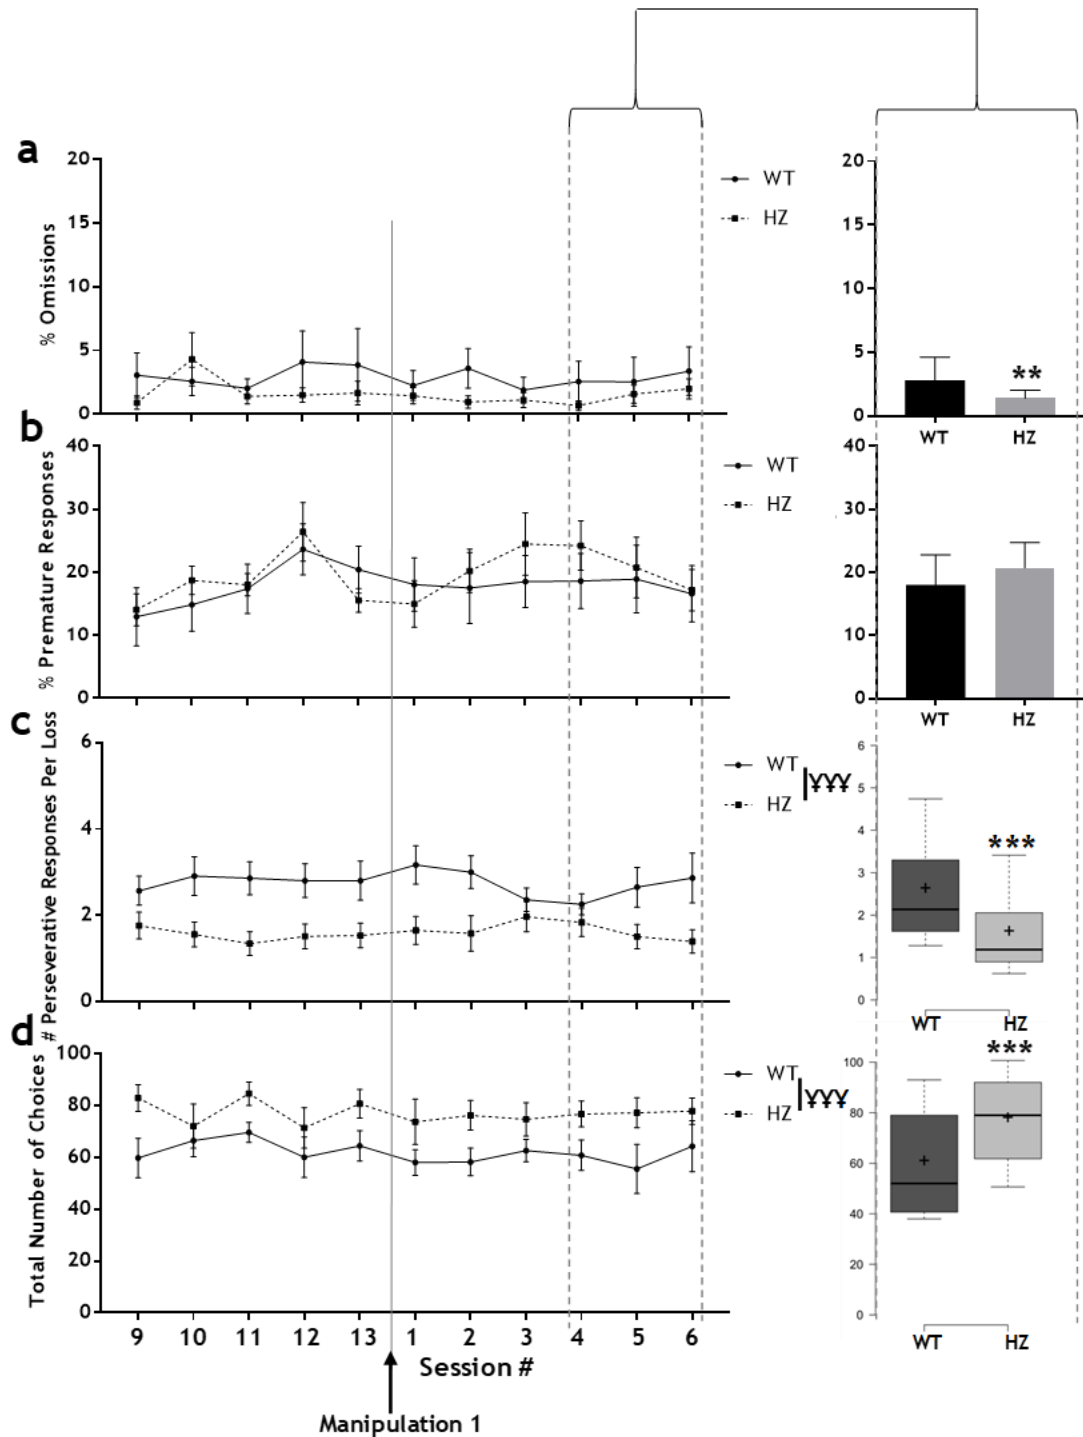 a
% Omissions
20
15
10
5
0
WT
HZ
20
15
10
5
0
**
WT
HZ
b
% Premature Responses
40
30
20
10
0
WT
HZ
40
30
20
10
0
WT
HZ
c
# Perseverative Responses Per Loss
6
4
2
0
WT
HZ
¥¥¥
6
5
4
3
2
1
0
***
WT
HZ
d
Total Number of Choices
100
80
60
40
20
0
WT
HZ
¥¥¥
100
80
60
40
20
0
***
WT
HZ
9 10 11 12 13 1 2 3 4 5 6
Session #
Manipulation 1